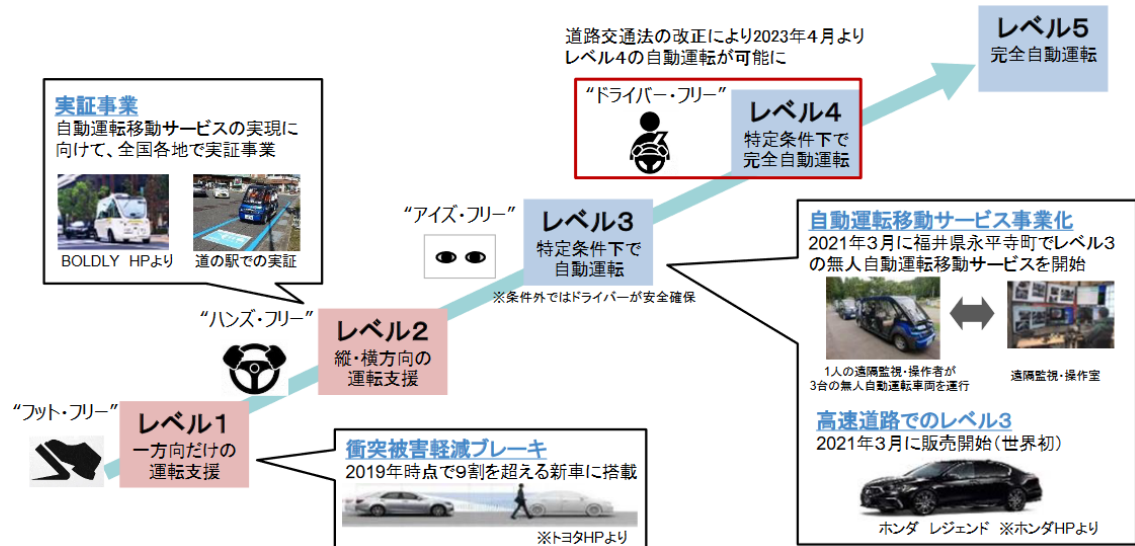 レベル5
完全自動運転
道路交通法の改正により2023年4月より
レベル4の自動運転が可能に
“ドライバー・フリー”
レベル4
特定条件下で
完全自動運転
実証事業
自動運転移動サービスの実現に
向けて、全国各地で実証事業
BOLDLY HPより
道の駅での実証
“アイズ・フリー”
レベル3
特定条件下で
自動運転
※条件外ではドライバーが安全確保
自動運転移動サービス事業化
2021年3月に福井県永平寺町でレベル3
の無人自動運転移動サービスを開始
1人の遠隔監視・操作者が
3台の無人自動運転車両を運行
遠隔監視・操作室
高速道路でのレベル3
2021年3月に販売開始(世界初)
ホンダ レジェンド ※ホンダHPより
“ハンズ・フリー”
レベル2
縦・横方向の
運転支援
“フット・フリー”
レベル1
一方向だけの
運転支援
衝突被害軽減ブレーキ
2019年時点で9割を超える新車に搭載
※トヨタHPより